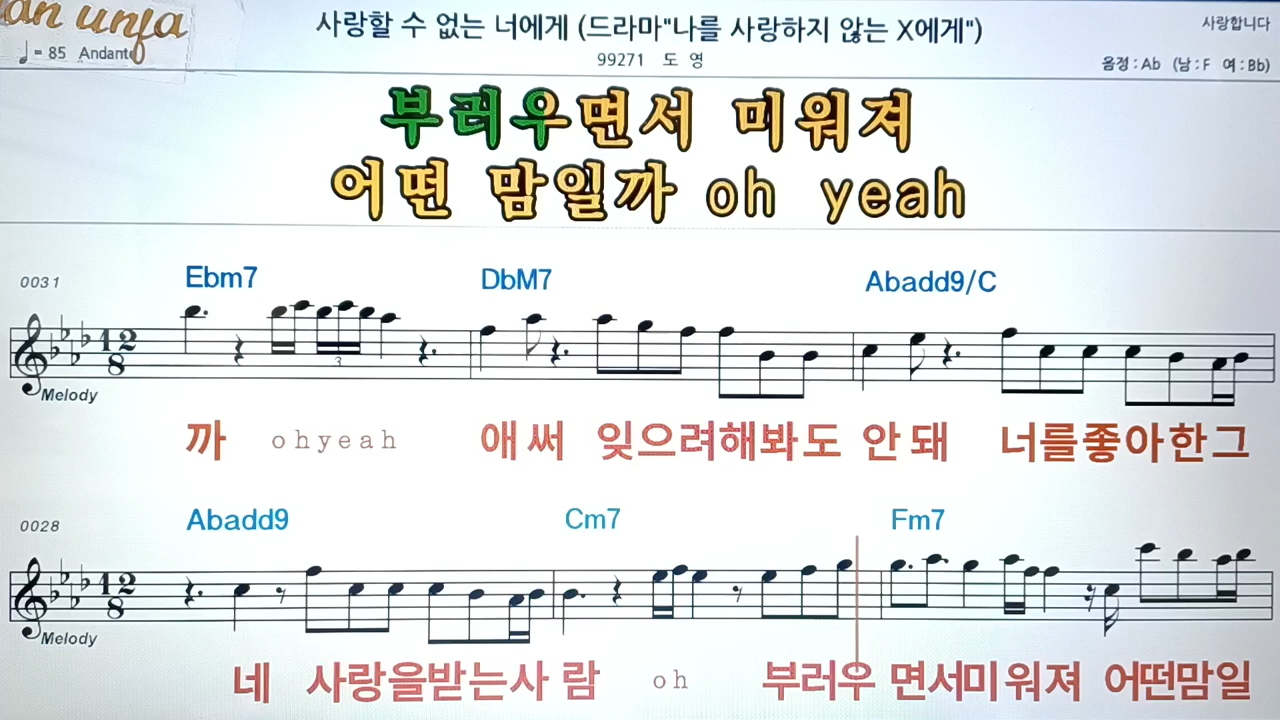 an unfa
사랑할 수 없는 너에게 (드라마"나를 사랑하지 않는 X에게")
사랑합니다
♩= 85 Andante
99271 도 영
음정 : Ab (남 : F 여 : Bb)
부러우면서 미워져
어떤 맘일까 oh yeah
0031 Ebm7 DbM7 Abadd9/C
12
8
3
Melody
까 ohyeah 애써 잊으려해봐도 안돼 너를좋아한그
0028 Abadd9 Cm7 Fm7
12
8
Melody
네 사랑을받는사람 oh 부러우면서미워져 어떤맘일